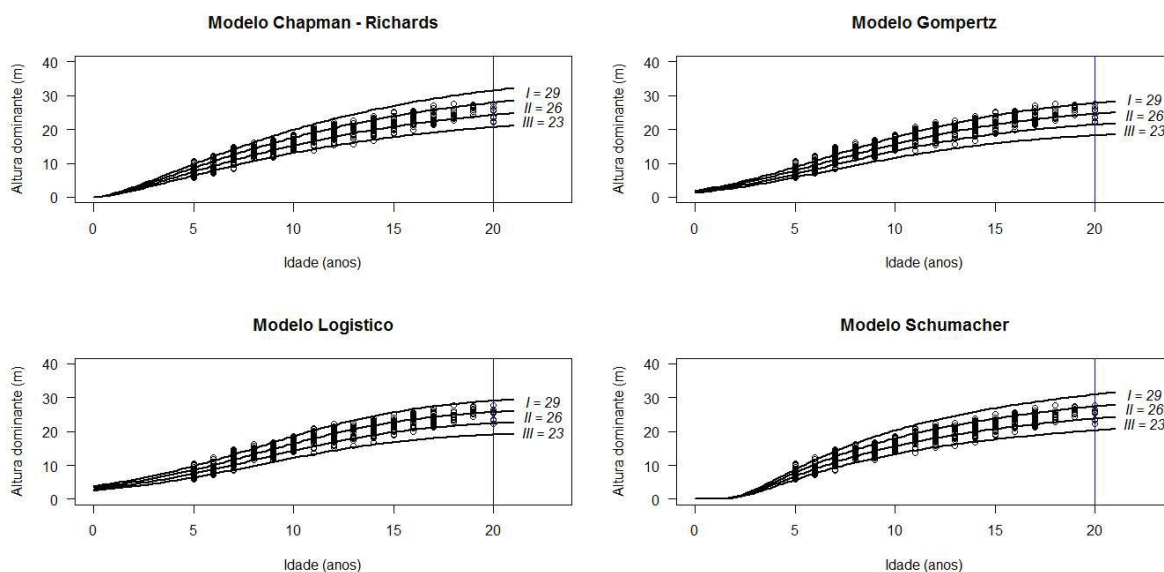 Modelo Chapman - Richards
Altura dominante (m)
40
30
20
10
0
I = 29
II = 26
III = 23
0 5 10 15 20
Idade (anos)
Modelo Gompertz
Altura dominante (m)
40
30
20
10
0
I = 29
II = 26
III = 23
0 5 10 15 20
Idade (anos)
Modelo Logistico
Altura dominante (m)
40
30
20
10
0
I = 29
II = 26
III = 23
0 5 10 15 20
Idade (anos)
Modelo Schumacher
Altura dominante (m)
40
30
20
10
0
I = 29
II = 26
III = 23
0 5 10 15 20
Idade (anos)